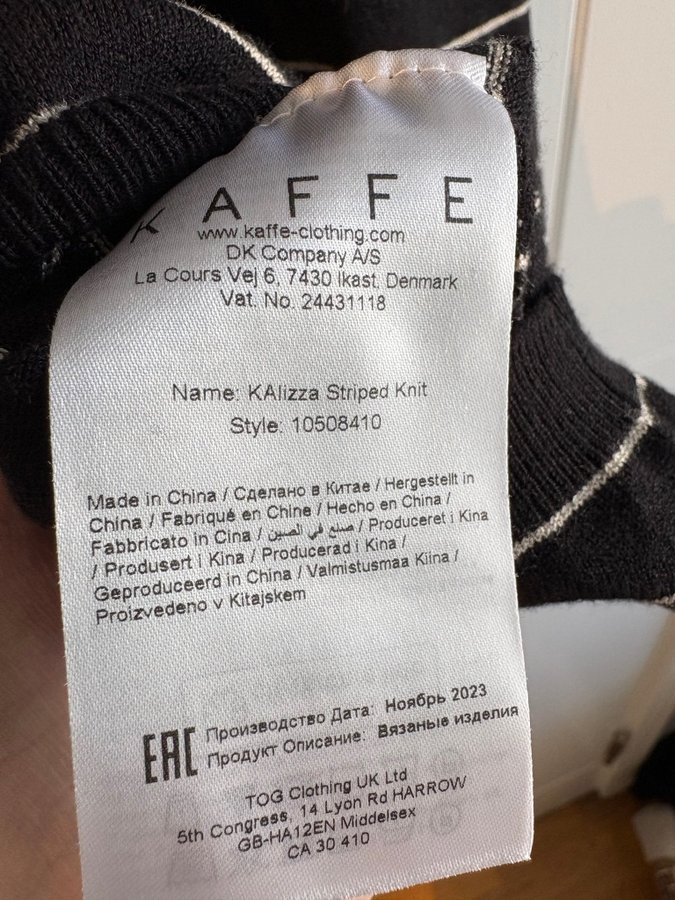 KAFFE
www.kaffe-clothing.com
DK Company A/S
La Cours Vej 6, 7430 Ikast, Denmark
Vat. No. 24431118
Name: KAlizza Striped Knit
Style: 10508410
Made in China / Сделано в Китае / Hergestellt in
China / Fabriqué en Chine / Hecho en China /
Fabbricato in Cina / صنع في الصين / Produceret i Kina
/ Produsert i Kina / Producerad i Kina /
Geproduceerd in China / Valmistusmaa Kiina /
Proizvedeno v Kitajskem
EAC Производство Дата: Ноябрь 2023
Продукт Описание: Вязаные изделия
TOG Clothing UK Ltd
5th Congress, 14 Lyon Rd HARROW
GB-HA12EN Middelsex
CA 30 410